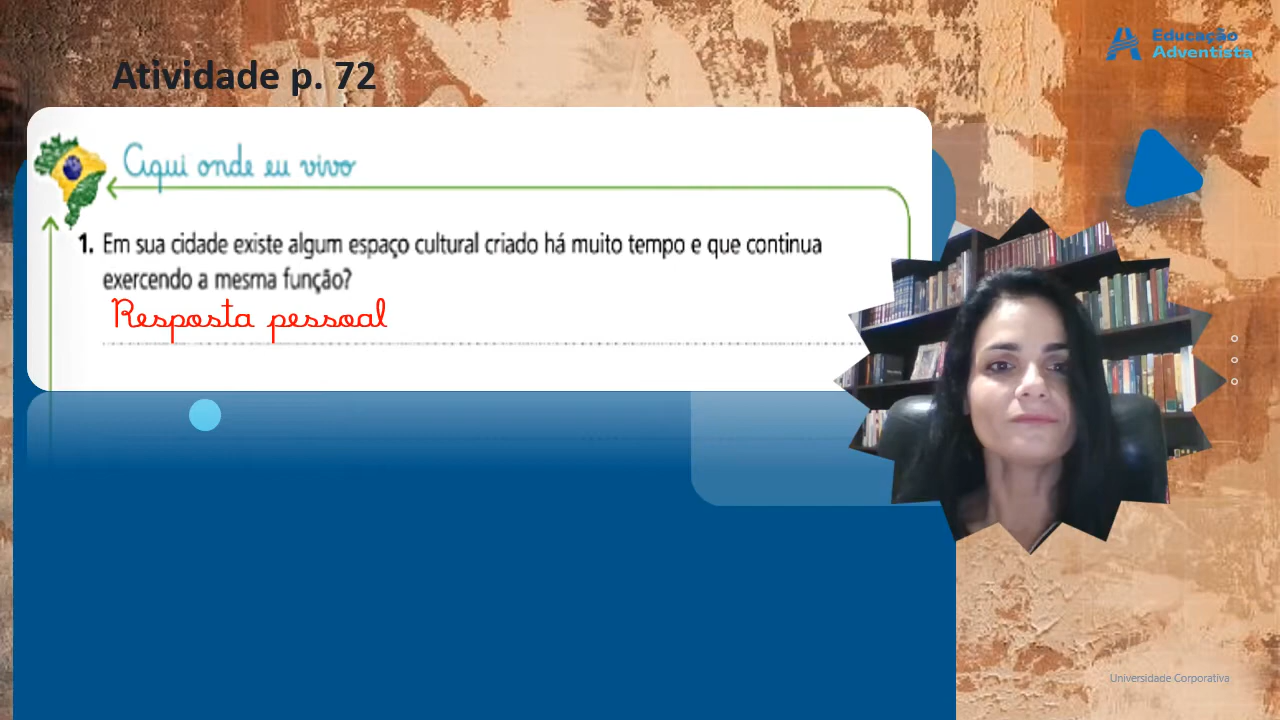 Educação
Adventista
Atividade p. 72
Aqui onde eu vivo
1. Em sua cidade existe algum espaço cultural criado há muito tempo e que continua
exercendo a mesma função?
Resposta pessoal
Universidade Corporativa